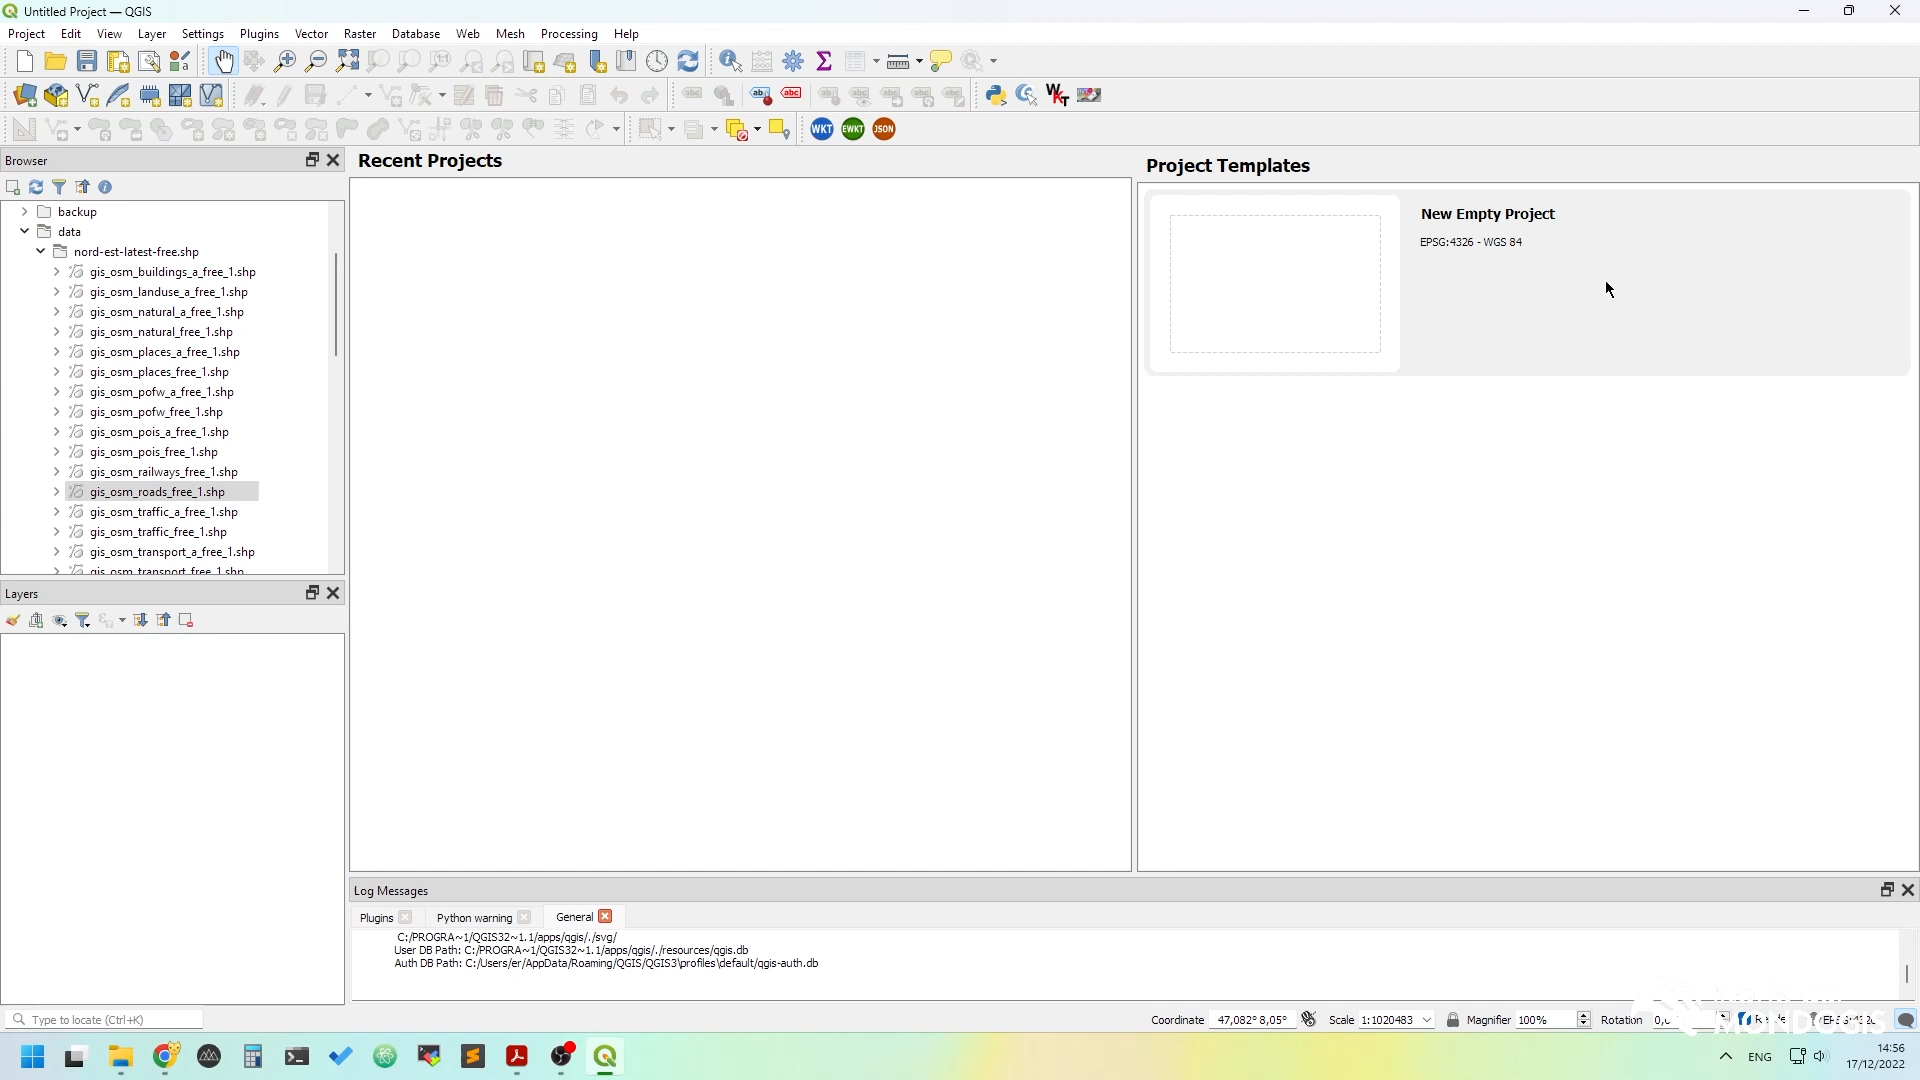 Untitled Project — QGIS
Project Edit View Layer Settings Plugins Vector Raster Database Web Mesh Processing Help
Browser
backup
data
nord-est-latest-free.shp
gis_osm_buildings_a_free_1.shp
gis_osm_landuse_a_free_1.shp
gis_osm_natural_a_free_1.shp
gis_osm_natural_free_1.shp
gis_osm_places_a_free_1.shp
gis_osm_places_free_1.shp
gis_osm_pofw_a_free_1.shp
gis_osm_pofw_free_1.shp
gis_osm_pois_a_free_1.shp
gis_osm_pois_free_1.shp
gis_osm_railways_free_1.shp
gis_osm_roads_free_1.shp
gis_osm_traffic_a_free_1.shp
gis_osm_traffic_free_1.shp
gis_osm_transport_a_free_1.shp
gis_osm_transport_free_1.shp
Layers
Recent Projects
Project Templates
New Empty Project
EPSG:4326 - WGS 84
WKT EWKT JSON
Log Messages
Plugins Python warning General
C:/PROGRA~1/QGIS32~1.1/apps/qgis/./svg/
User DB Path: C:/PROGRA~1/QGIS32~1.1/apps/qgis/./resources/qgis.db
Auth DB Path: C:/Users/er/AppData/Roaming/QGIS/QGIS3\profiles\default/qgis-auth.db
Type to locate (Ctrl+K)
Coordinate 47,082° 8,05° Scale 1:1020483 Magnifier 100% Rotation
MONDOGIS
ENG
14:56
17/12/2022